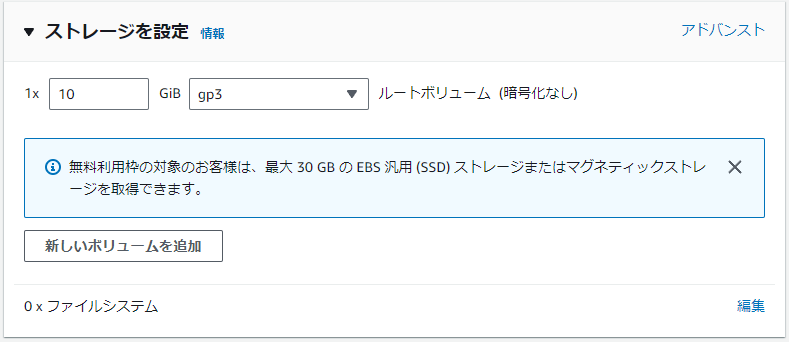 ▼ ストレージを設定 情報 アドバンスト
1x 10 GiB gp3 ルートボリューム (暗号化なし)
無料利用枠の対象のお客様は、最大 30 GB の EBS 汎用 (SSD) ストレージまたはマグネティックストレ
ージを取得できます。
新しいボリュームを追加
0 x ファイルシステム 編集